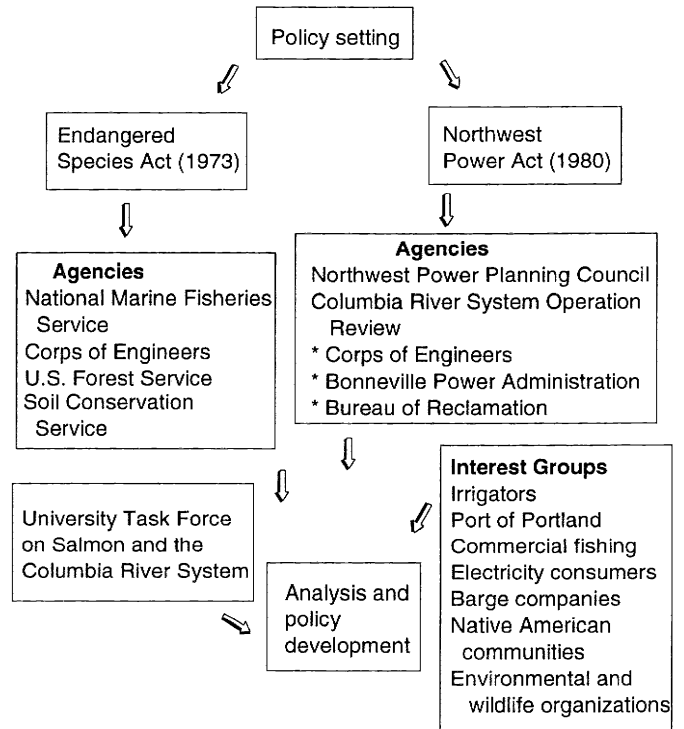 Policy setting
Endangered
Species Act (1973)
Northwest
Power Act (1980)
Agencies
National Marine Fisheries
Service
Corps of Engineers
U.S. Forest Service
Soil Conservation
Service
Agencies
Northwest Power Planning Council
Columbia River System Operation
Review
* Corps of Engineers
* Bonneville Power Administration
* Bureau of Reclamation
University Task Force
on Salmon and the
Columbia River System
Analysis and
policy
development
Interest Groups
Irrigators
Port of Portland
Commercial fishing
Electricity consumers
Barge companies
Native American
communities
Environmental and
wildlife organizations